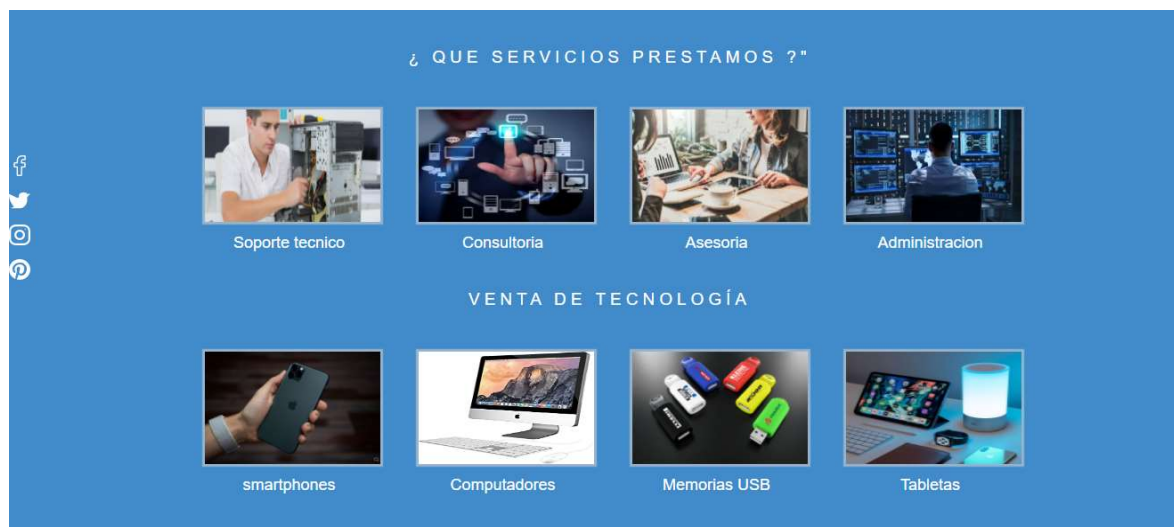 ¿ QUE SERVICIOS PRESTAMOS ?"
Soporte tecnico
Consultoria
Asesoria
Administracion
VENTA DE TECNOLOGÍA
smartphones
Computadores
Memorias USB
Tabletas